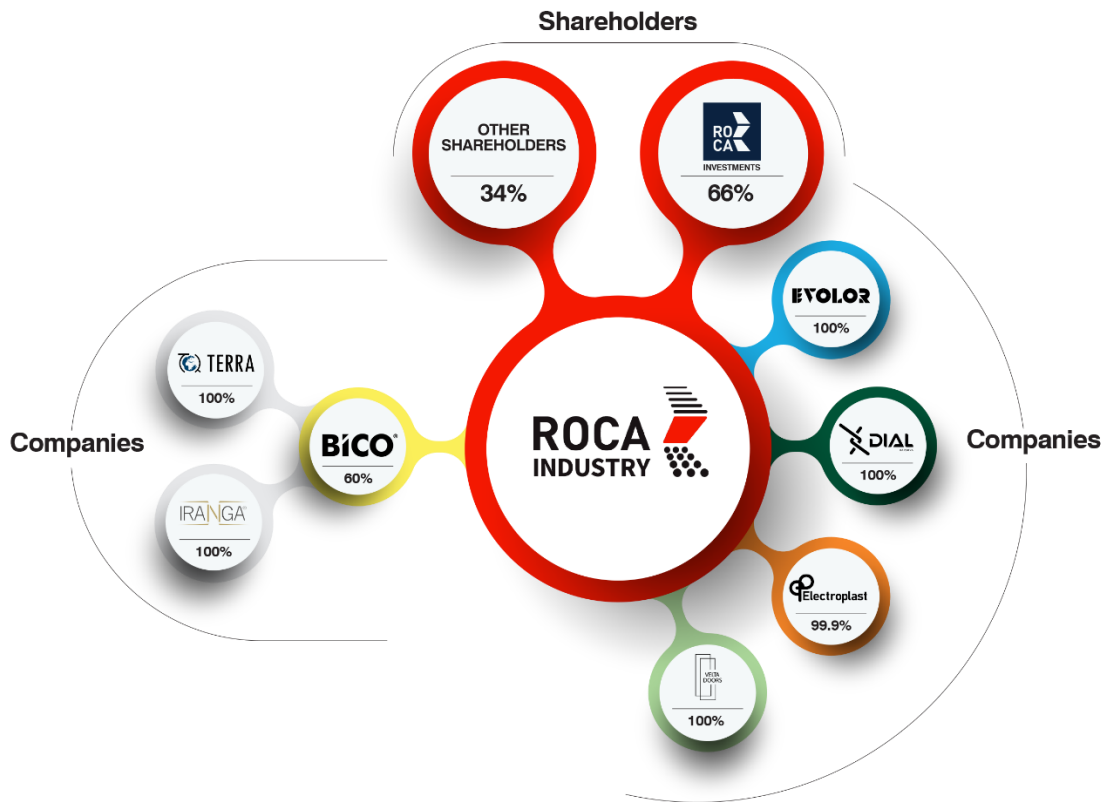 Shareholders
OTHER
SHAREHOLDERS
34%
RO
CA
INVESTMENTS
66%
EVOLOR
100%
TERRA
100%
Companies
BiCO®
60%
ROCA
INDUSTRY
DIAL
100%
Companies
IRANGA
100%
Electroplast
99.9%
VELTA
DOORS
100%